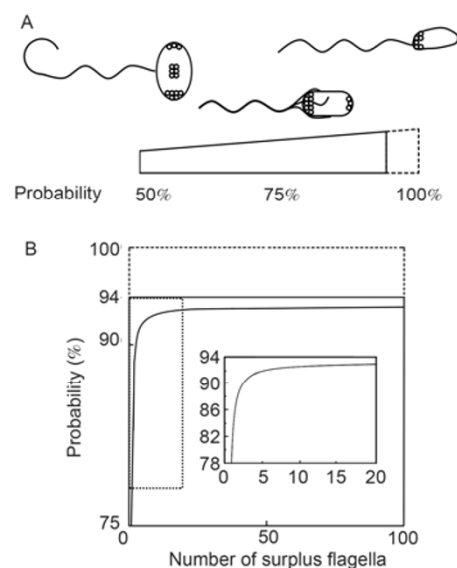 A
Probability 50% 75% 100%
B
100
94
90
75
Probability (%)
94
90
86
82
78
0 5 10 15 20
0 50 100
Number of surplus flagella